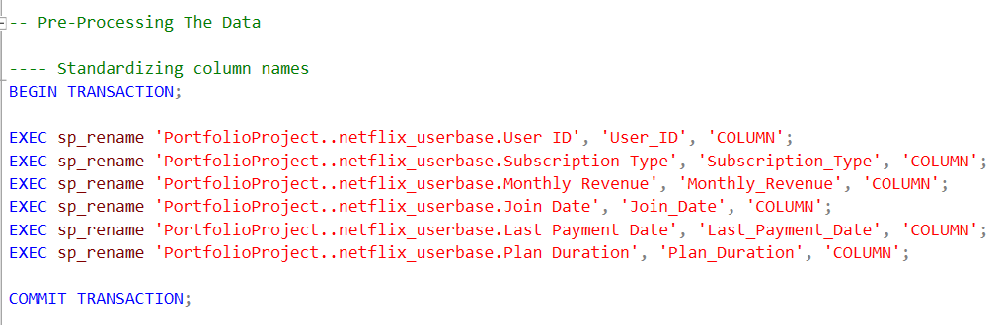 -- Pre-Processing The Data
---- Standardizing column names
BEGIN TRANSACTION;
EXEC sp_rename 'PortfolioProject..netflix_userbase.User ID', 'User_ID', 'COLUMN';
EXEC sp_rename 'PortfolioProject..netflix_userbase.Subscription Type', 'Subscription_Type', 'COLUMN';
EXEC sp_rename 'PortfolioProject..netflix_userbase.Monthly Revenue', 'Monthly_Revenue', 'COLUMN';
EXEC sp_rename 'PortfolioProject..netflix_userbase.Join Date', 'Join_Date', 'COLUMN';
EXEC sp_rename 'PortfolioProject..netflix_userbase.Last Payment Date', 'Last_Payment_Date', 'COLUMN';
EXEC sp_rename 'PortfolioProject..netflix_userbase.Plan Duration', 'Plan_Duration', 'COLUMN';
COMMIT TRANSACTION;